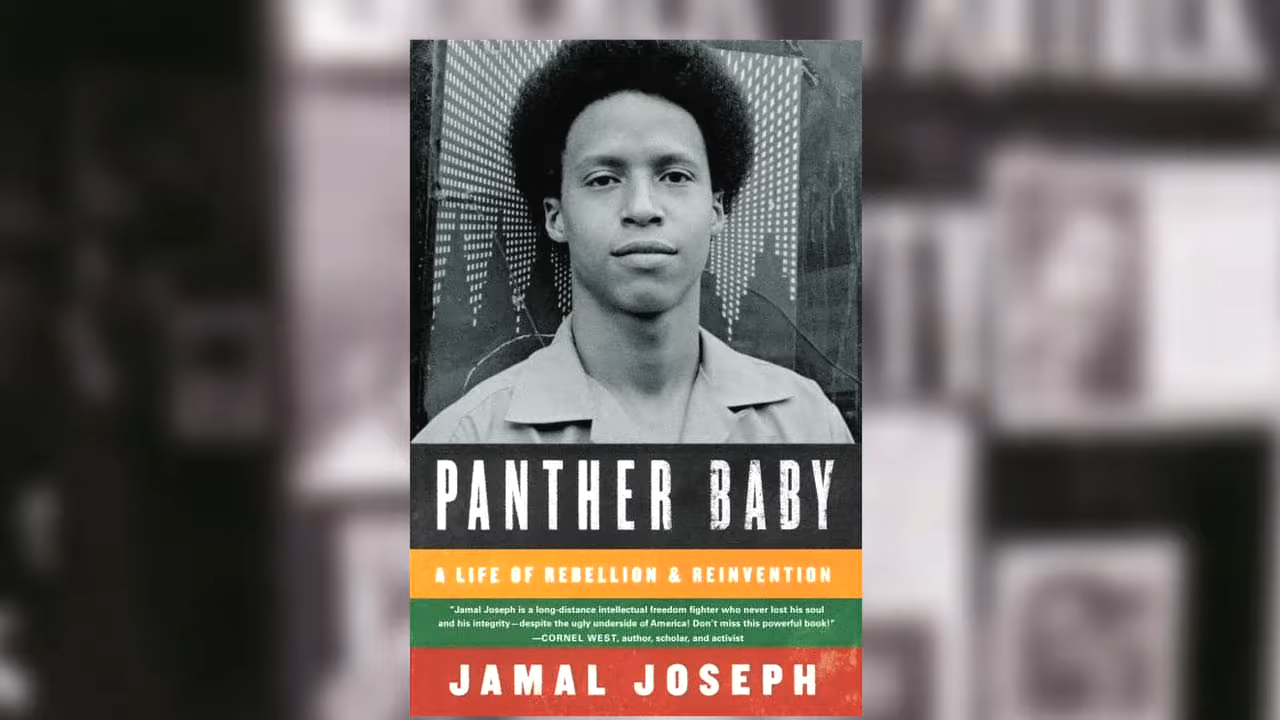 PANTHER BABY
A LIFE OF REBELLION & REINVENTION
"Jamal Joseph is a long-distance intellectual freedom fighter who never lost his soul
and his integrity—despite the ugly underside of America! Don't miss this powerful book!"
—CORNEL WEST, author, scholar, and activist
JAMAL JOSEPH